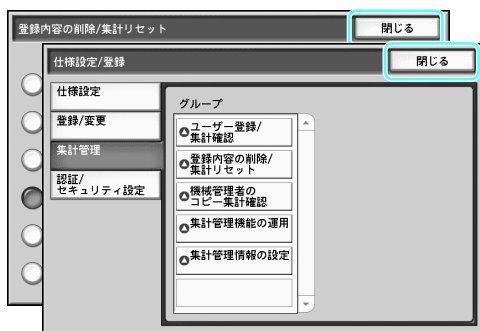 登録内容の削除/集計リセット
閉じる
仕様設定/登録
閉じる
仕様設定
登録/変更
集計管理
認証/
セキュリティ設定
グループ
ユーザー登録/
集計確認
登録内容の削除/
集計リセット
機械管理者の
コピー集計確認
集計管理機能の運用
集計管理情報の設定